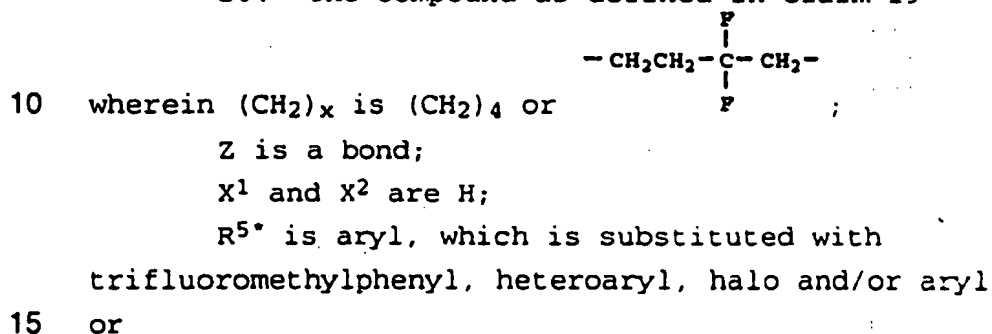 F
|
— CH₂CH₂—C— CH₂—
|
10 wherein (CH₂)ₓ is (CH₂)₄ or F ;
Z is a bond;
X¹ and X² are H;
R⁵* is aryl, which is substituted with
trifluoromethylphenyl, heteroaryl, halo and/or aryl
15 or